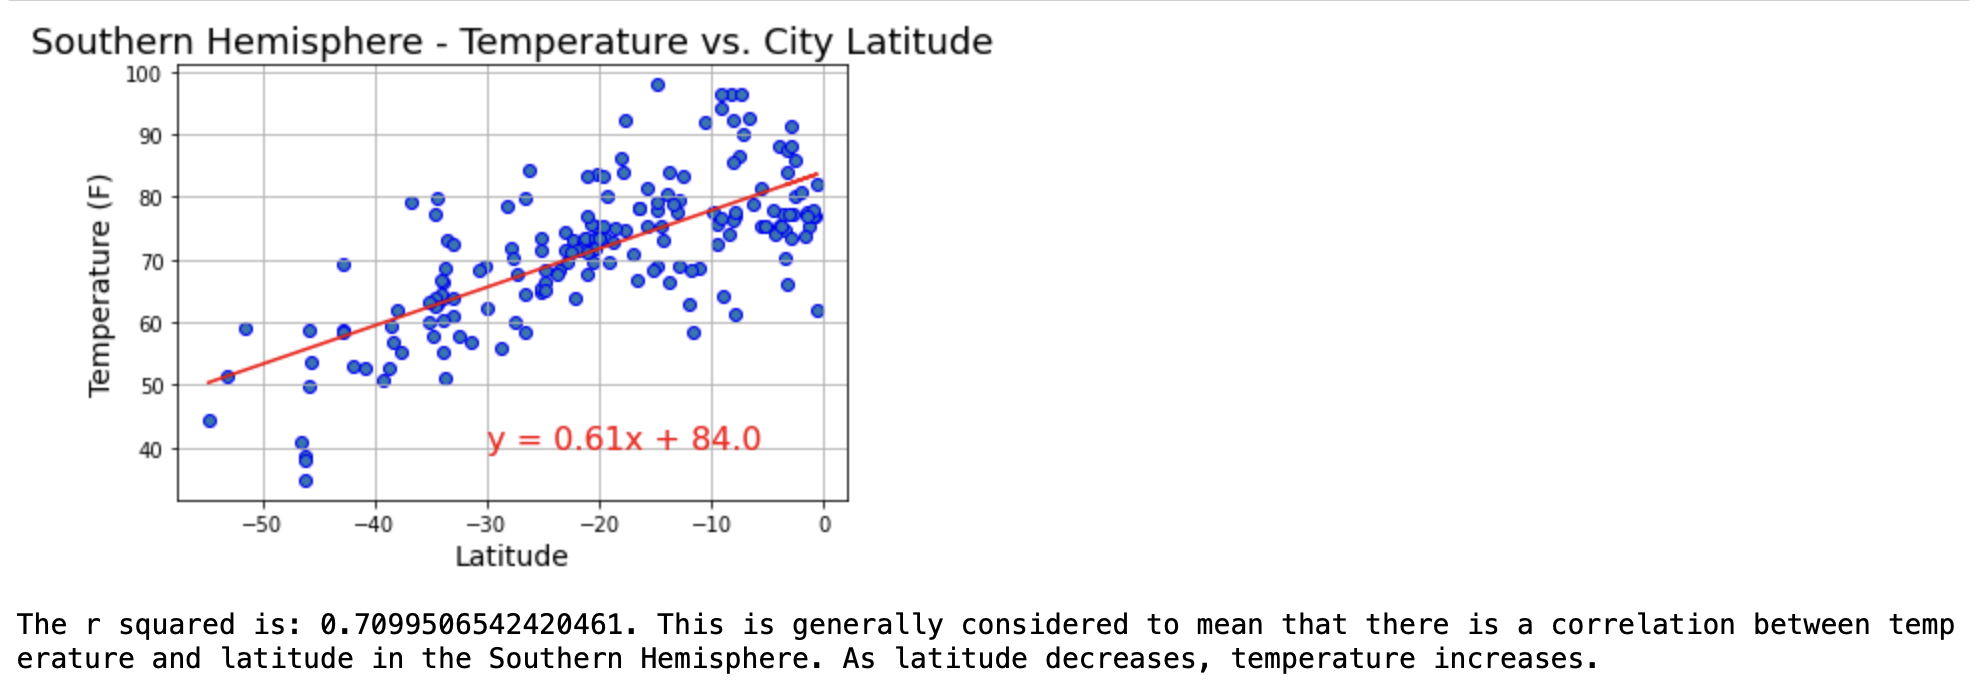 Southern Hemisphere - Temperature vs. City Latitude
100
90
80
70
60
50
40
Temperature (F)
y = 0.61x + 84.0
−50 −40 −30 −20 −10 0
Latitude
The r squared is: 0.7099506542420461. This is generally considered to mean that there is a correlation between temp
erature and latitude in the Southern Hemisphere. As latitude decreases, temperature increases.